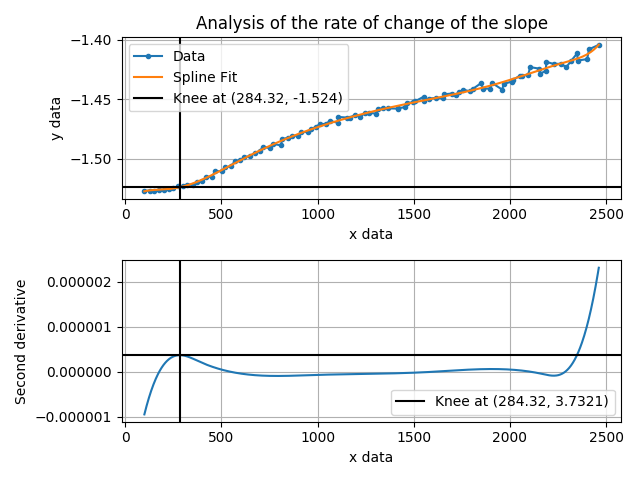 Analysis of the rate of change of the slope
−1.40
−1.45
−1.50
y data
Data
Spline Fit
Knee at (284.32, -1.524)
0 500 1000 1500 2000 2500
x data
0.000002
0.000001
0.000000
−0.000001
Second derivative
Knee at (284.32, 3.7321)
0 500 1000 1500 2000 2500
x data